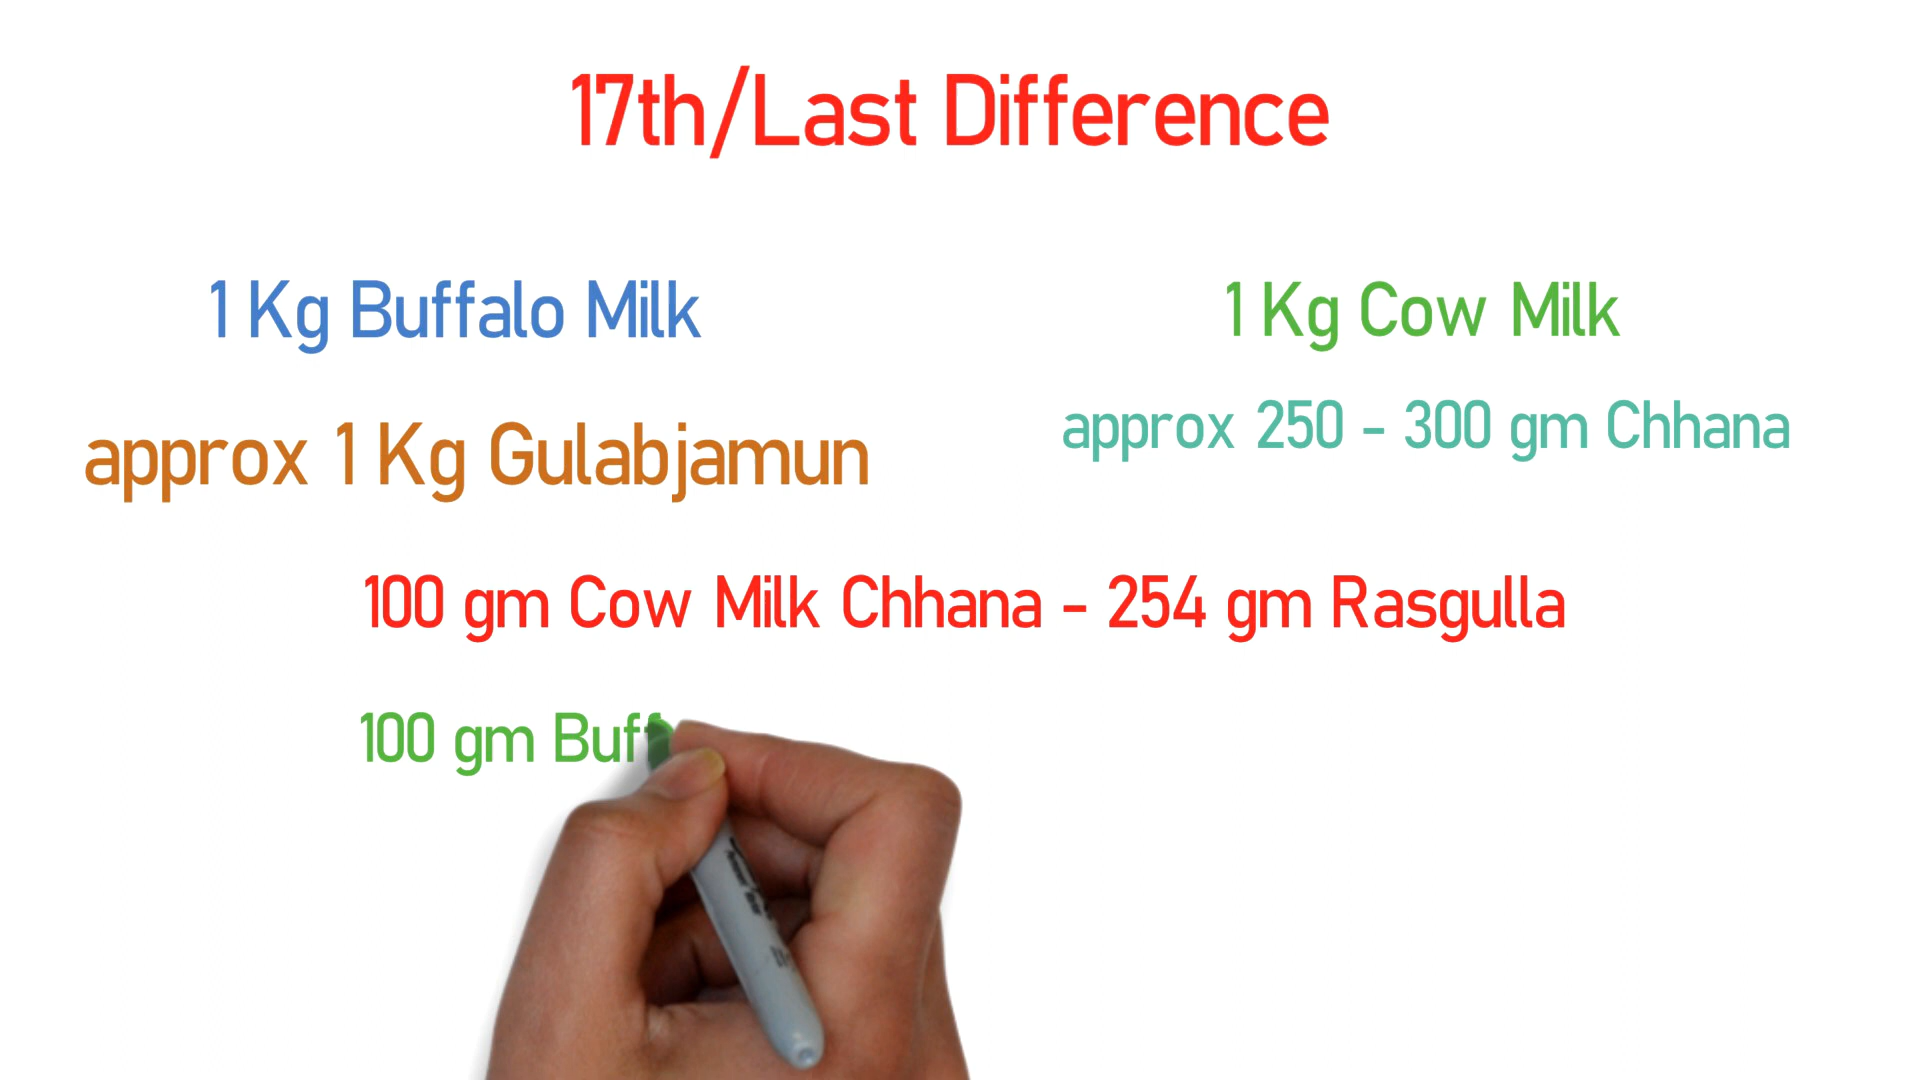 17th/Last Difference
1 Kg Buffalo Milk
approx 1 Kg Gulabjamun
1 Kg Cow Milk
approx 250 - 300 gm Chhana
100 gm Cow Milk Chhana - 254 gm Rasgulla
100 gm Buff